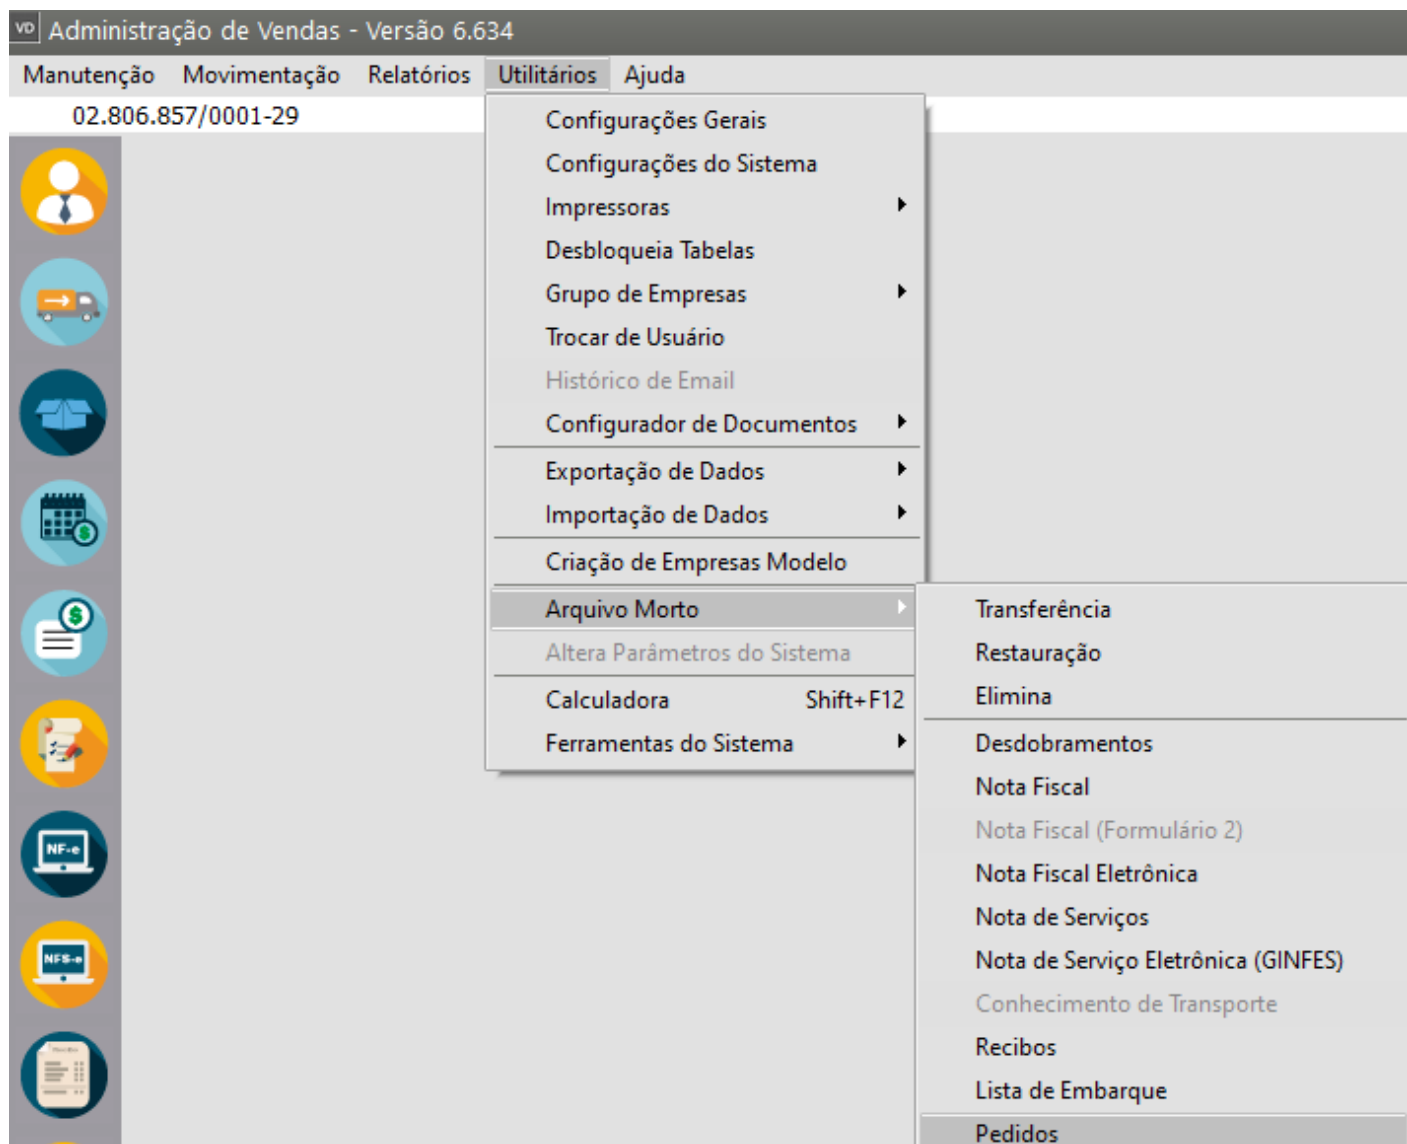 VD Administração de Vendas - Versão 6.634
Manutenção Movimentação Relatórios Utilitários Ajuda
02.806.857/0001-29
Configurações Gerais
Configurações do Sistema
Impressoras
Desbloqueia Tabelas
Grupo de Empresas
Trocar de Usuário
Histórico de Email
Configurador de Documentos
Exportação de Dados
Importação de Dados
Criação de Empresas Modelo
Arquivo Morto
Altera Parâmetros do Sistema
Calculadora Shift+F12
Ferramentas do Sistema
Transferência
Restauração
Elimina
Desdobramentos
Nota Fiscal
Nota Fiscal (Formulário 2)
Nota Fiscal Eletrônica
Nota de Serviços
Nota de Serviço Eletrônica (GINFES)
Conhecimento de Transporte
Recibos
Lista de Embarque
Pedidos
$
$
NF-e
NFS-e